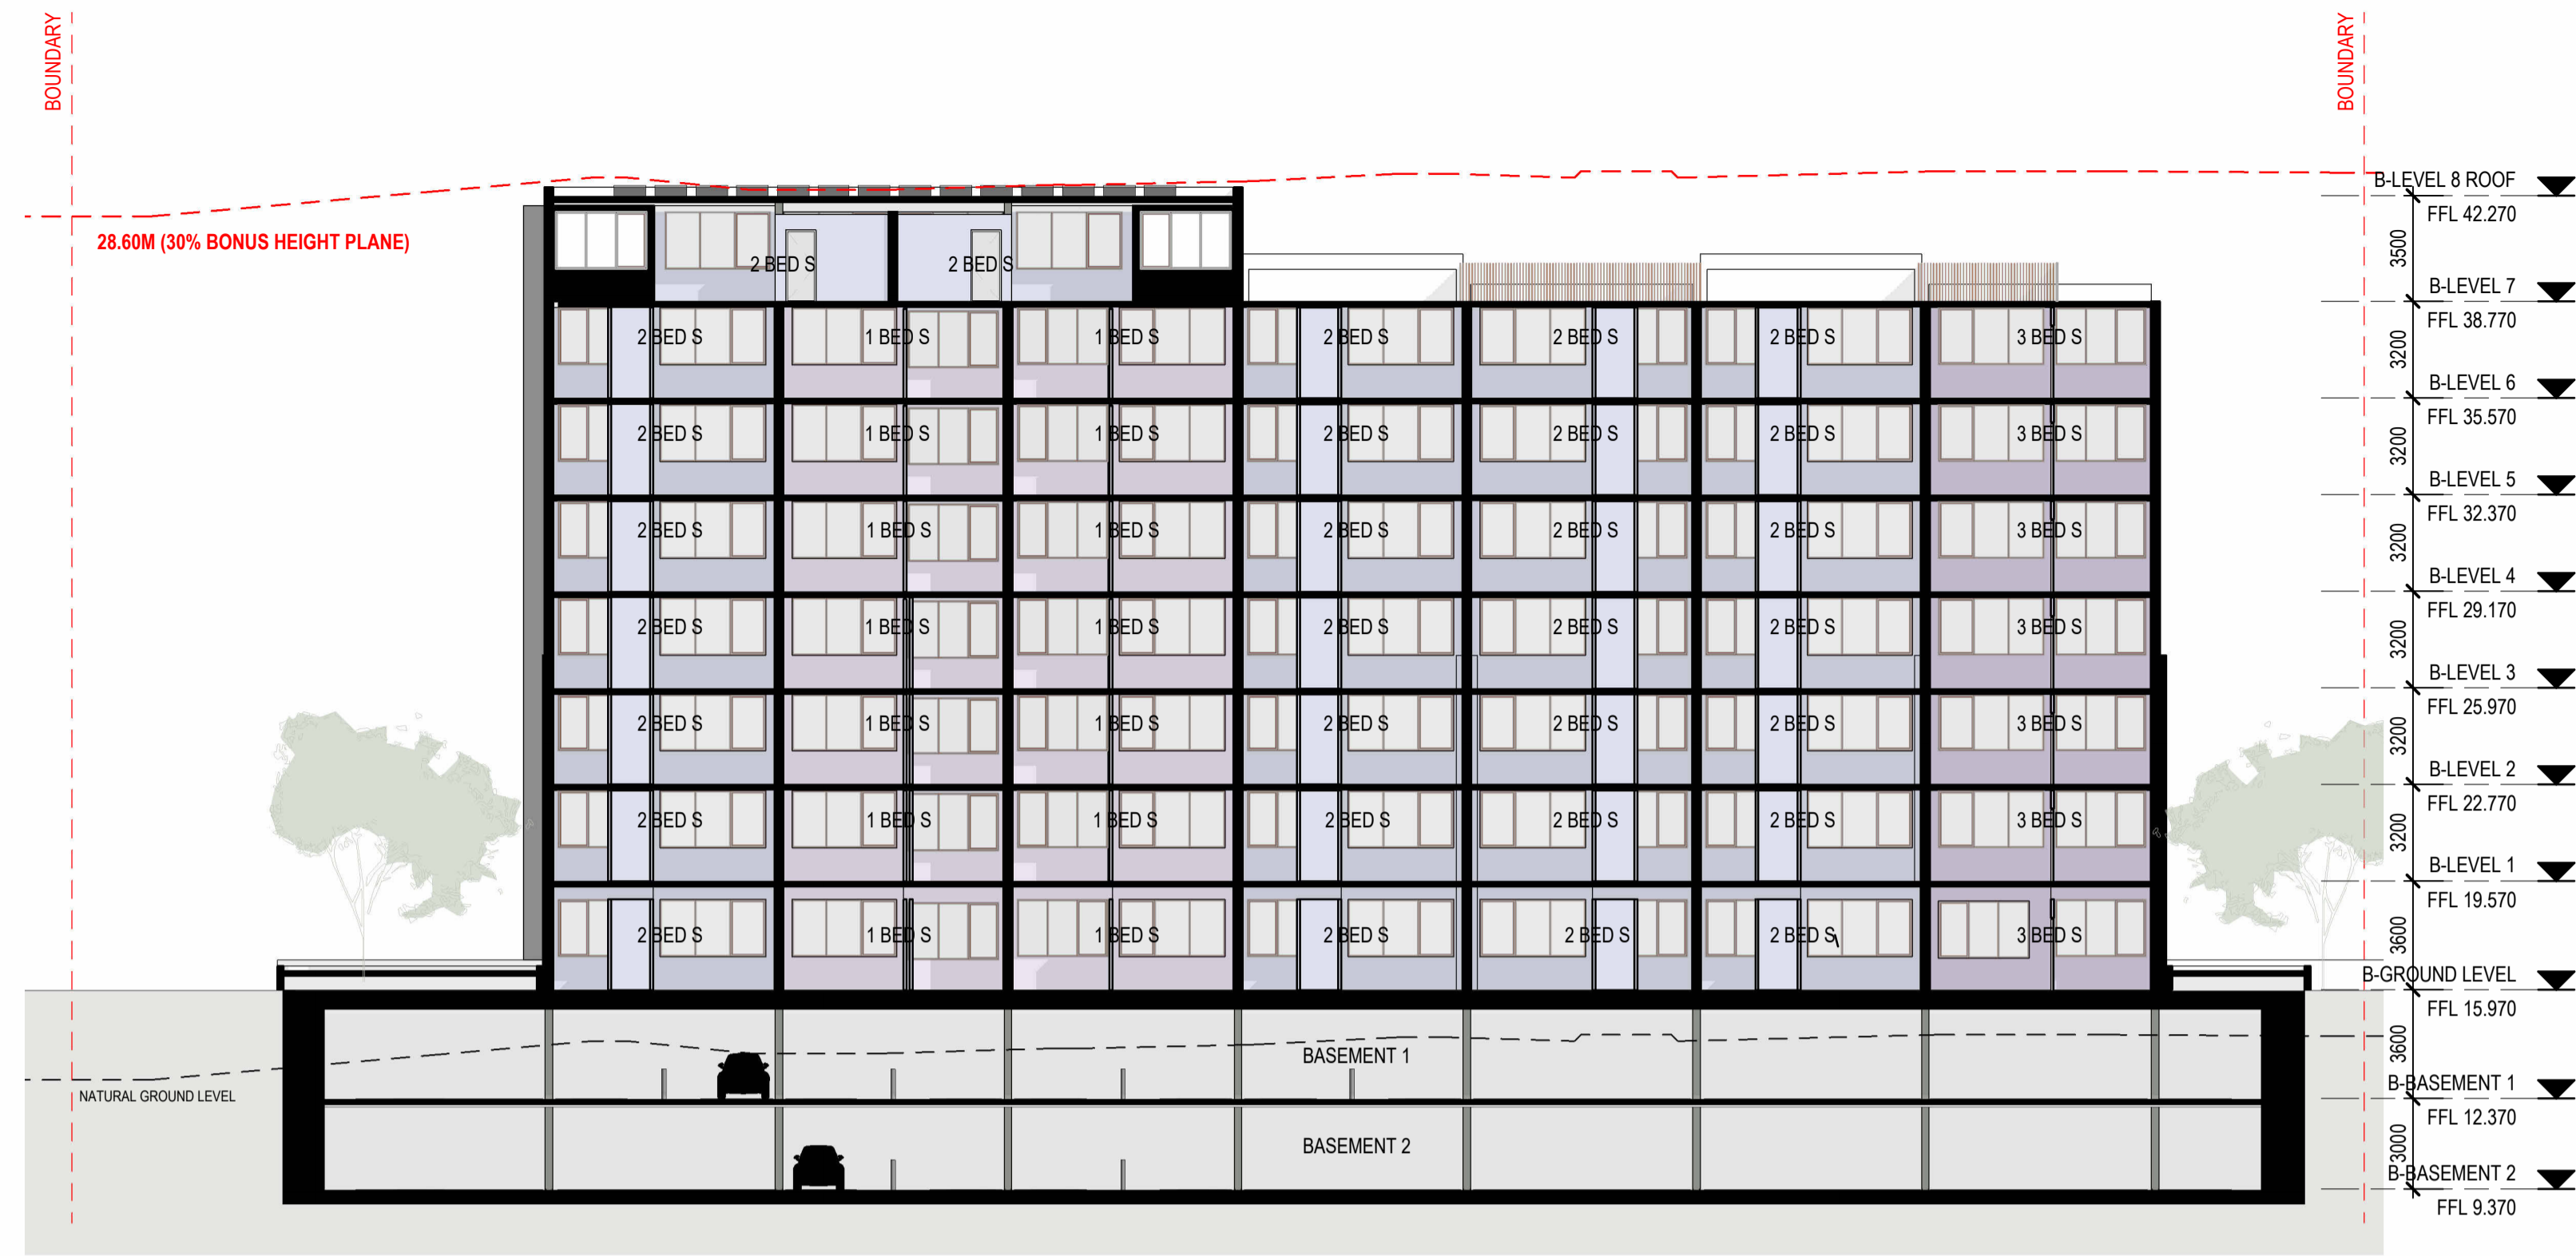 BOUNDARY
BOUNDARY
28.60M (30% BONUS HEIGHT PLANE)
B-LEVEL 8 ROOF
FFL 42.270
3500
2 BED S 2 BED S
B-LEVEL 7
FFL 38.770
3200
2 BED S 1 BED S 1 BED S 2 BED S 2 BED S 2 BED S 3 BED S
B-LEVEL 6
FFL 35.570
3200
2 BED S 1 BED S 1 BED S 2 BED S 2 BED S 2 BED S 3 BED S
B-LEVEL 5
FFL 32.370
3200
2 BED S 1 BED S 1 BED S 2 BED S 2 BED S 2 BED S 3 BED S
B-LEVEL 4
FFL 29.170
3200
2 BED S 1 BED S 1 BED S 2 BED S 2 BED S 2 BED S 3 BED S
B-LEVEL 3
FFL 25.970
3200
2 BED S 1 BED S 1 BED S 2 BED S 2 BED S 2 BED S 3 BED S
B-LEVEL 2
FFL 22.770
3200
2 BED S 1 BED S 1 BED S 2 BED S 2 BED S 2 BED S 3 BED S
B-LEVEL 1
FFL 19.570
3600
2 BED S 1 BED S 1 BED S 2 BED S 2 BED S 2 BED S 3 BED S
B-GROUND LEVEL
FFL 15.970
3600
BASEMENT 1
NATURAL GROUND LEVEL
B-BASEMENT 1
FFL 12.370
3000
BASEMENT 2
B-BASEMENT 2
FFL 9.370